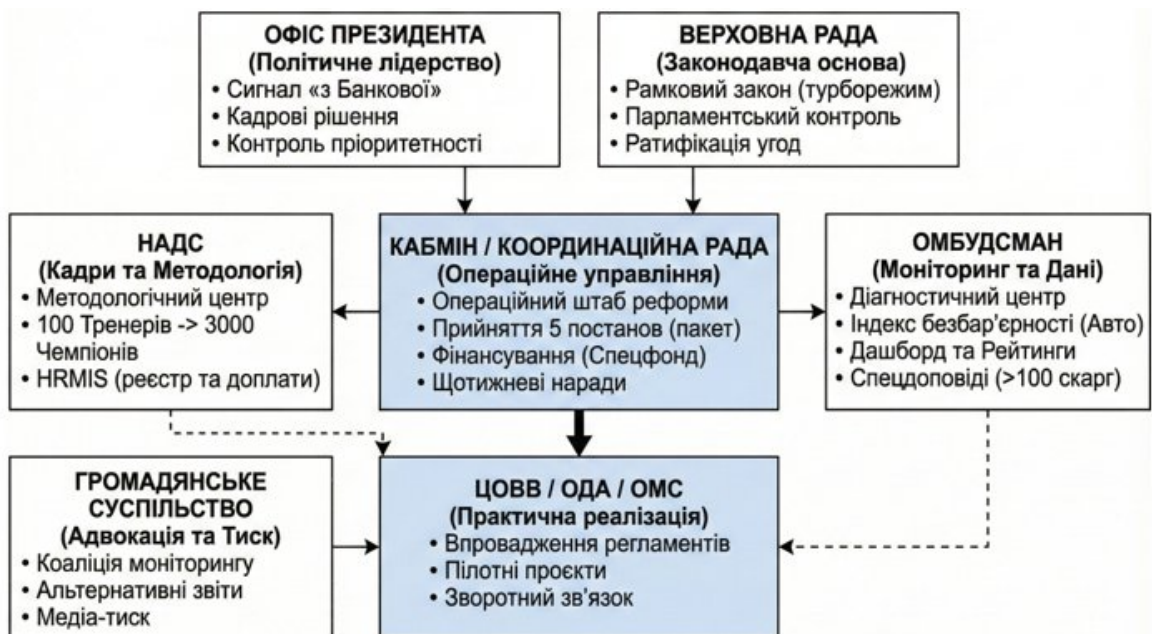 ОФІС ПРЕЗИДЕНТА
(Політичне лідерство)
• Сигнал «з Банкової»
• Кадрові рішення
• Контроль пріоритетності
ВЕРХОВНА РАДА
(Законодавча основа)
• Рамковий закон (турборежим)
• Парламентський контроль
• Ратифікація угод
НАДС
(Кадри та Методологія)
• Методологічний центр
• 100 Тренерів -> 3000
Чемпіонів
• HRMIS (реєстр та доплати)
КАБМІН / КООРДИНАЦІЙНА РАДА
(Операційне управління)
• Операційний штаб реформи
• Прийняття 5 постанов (пакет)
• Фінансування (Спецфонд)
• Щотижневі наради
ОМБУДСМАН
(Моніторинг та Дані)
• Діагностичний центр
• Індекс безбар'єрності (Авто)
• Дашборд та Рейтинги
• Спецдоповіді (>100 скарг)
ГРОМАДЯНСЬКЕ
СУСПІЛЬСТВО
(Адвокація та Тиск)
• Коаліція моніторингу
• Альтернативні звіти
• Медіа-тиск
ЦОВВ / ОДА / ОМС
(Практична реалізація)
• Впровадження регламентів
• Пілотні проєкти
• Зворотний зв'язок